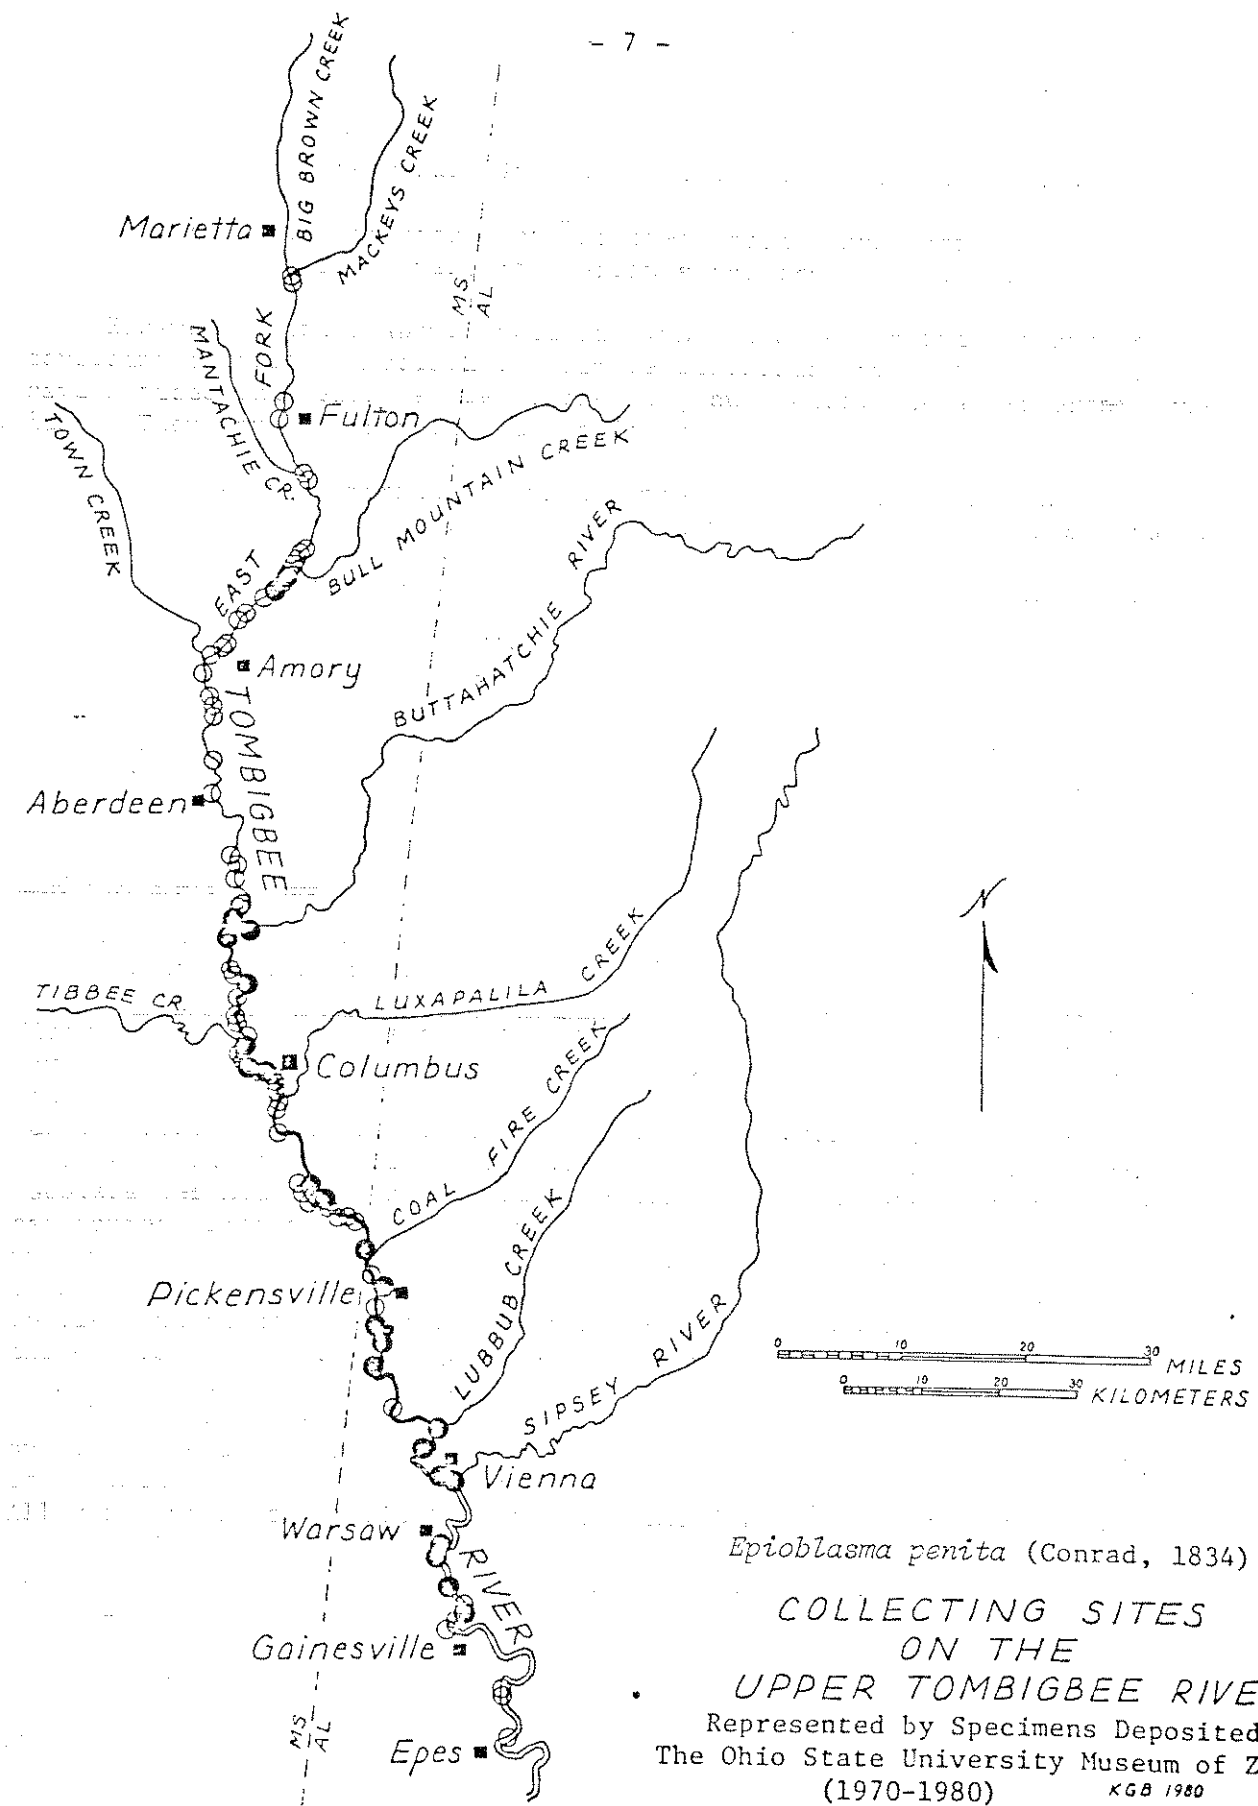 - 7 -
BIG BROWN CREEK
MACKEYS CREEK
Marietta
MS
AL
FORK
MANTACHIE CR.
Fulton
TOWN CREEK
BULL MOUNTAIN CREEK
EAST
BUTTAHATCHIE RIVER
Amory
TOMBIGBEE
Aberdeen
N
TIBBEE CR.
LUXAPALILA CREEK
Columbus
COAL FIRE CREEK
LUBBUB CREEK
Pickensville
SIPSEY RIVER
0 10 20 30 MILES
0 10 20 30 KILOMETERS
Vienna
Warsaw
RIVER
Gainesville
MS
AL
Epes
Epioblasma penita (Conrad, 1834)
COLLECTING SITES
ON THE
UPPER TOMBIGBEE RIVE
Represented by Specimens Deposited
The Ohio State University Museum of Z
(1970-1980) KGB 1980